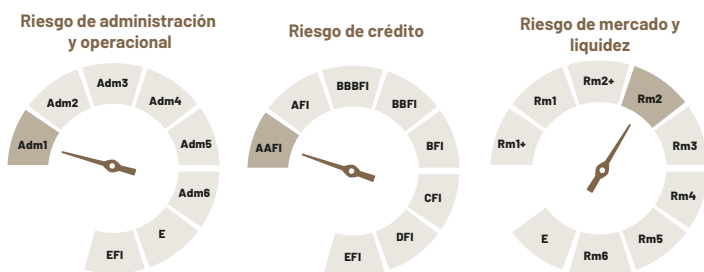 Riesgo de administración
y operacional
Adm1
Adm2
Adm3
Adm4
Adm5
Adm6
E
EFI
Riesgo de crédito
AAFI
AFI
BBBFI
BBFI
BFI
CFI
DFI
EFI
Riesgo de mercado y
liquidez
Rm1+
Rm1
Rm2+
Rm2
Rm3
Rm4
Rm5
Rm6
E